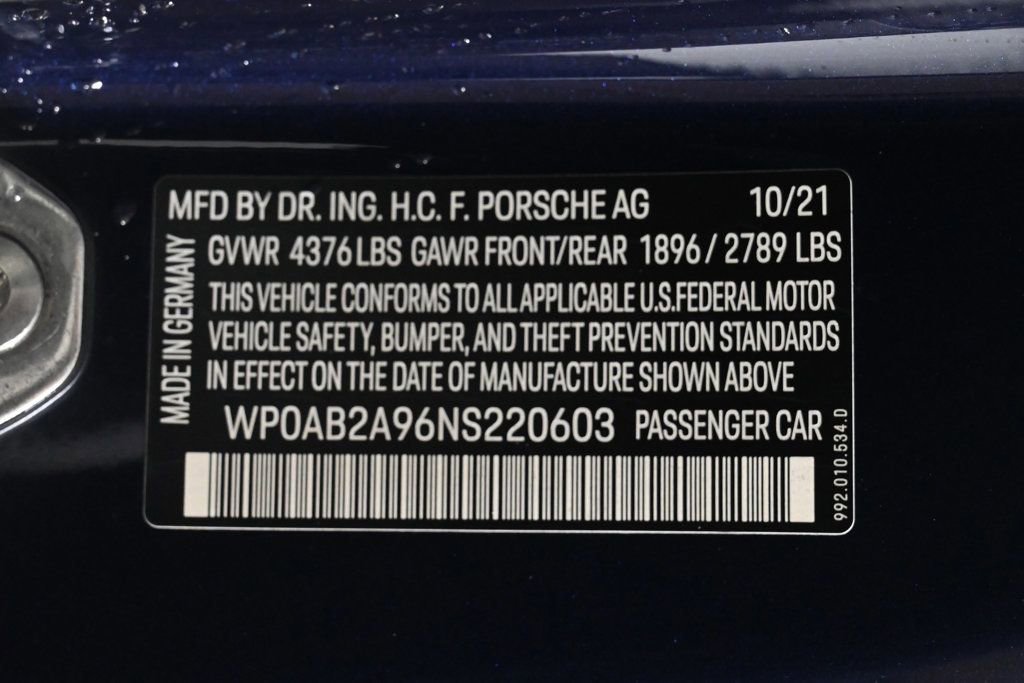 MFD BY DR. ING. H.C. F. PORSCHE AG 10/21
GVWR 4376 LBS GAWR FRONT/REAR 1896 / 2789 LBS
THIS VEHICLE CONFORMS TO ALL APPLICABLE U.S.FEDERAL MOTOR
VEHICLE SAFETY, BUMPER, AND THEFT PREVENTION STANDARDS
IN EFFECT ON THE DATE OF MANUFACTURE SHOWN ABOVE
WP0AB2A96NS220603 PASSENGER CAR
MADE IN GERMANY
992.010.534.D